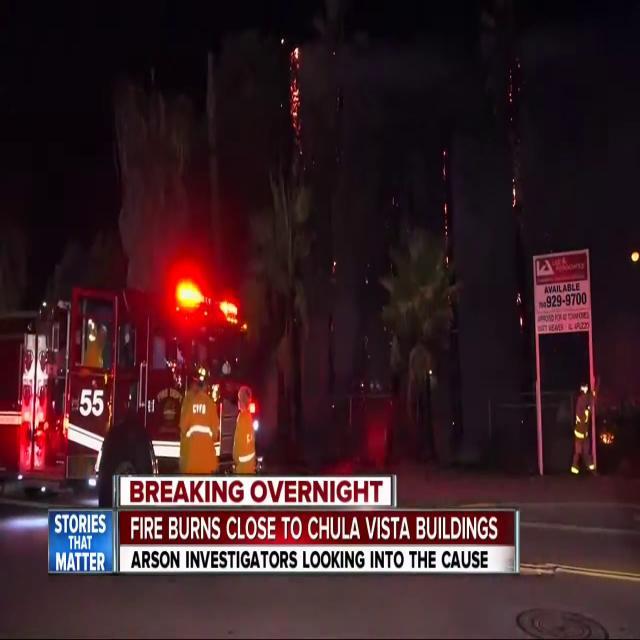 AVAILABLE
929-9700
55
CVFD
BREAKING OVERNIGHT
STORIES THAT MATTER
FIRE BURNS CLOSE TO CHULA VISTA BUILDINGS
ARSON INVESTIGATORS LOOKING INTO THE CAUSE